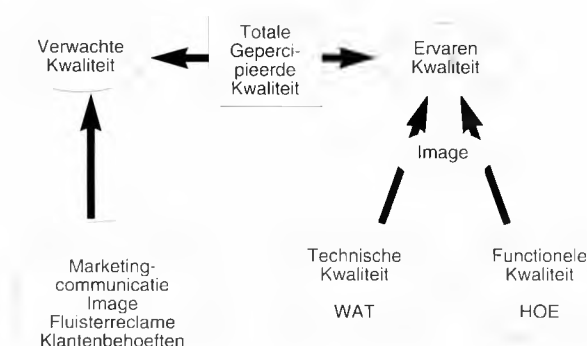 Verwachte
Kwaliteit
Totale
Geperci-
pieerde
Kwaliteit
Ervaren
Kwaliteit
Image
Marketing-
communicatie
Image
Fluisterreclame
Klantenbehoeften
Technische
Kwaliteit
WAT
Functionele
Kwaliteit
HOE